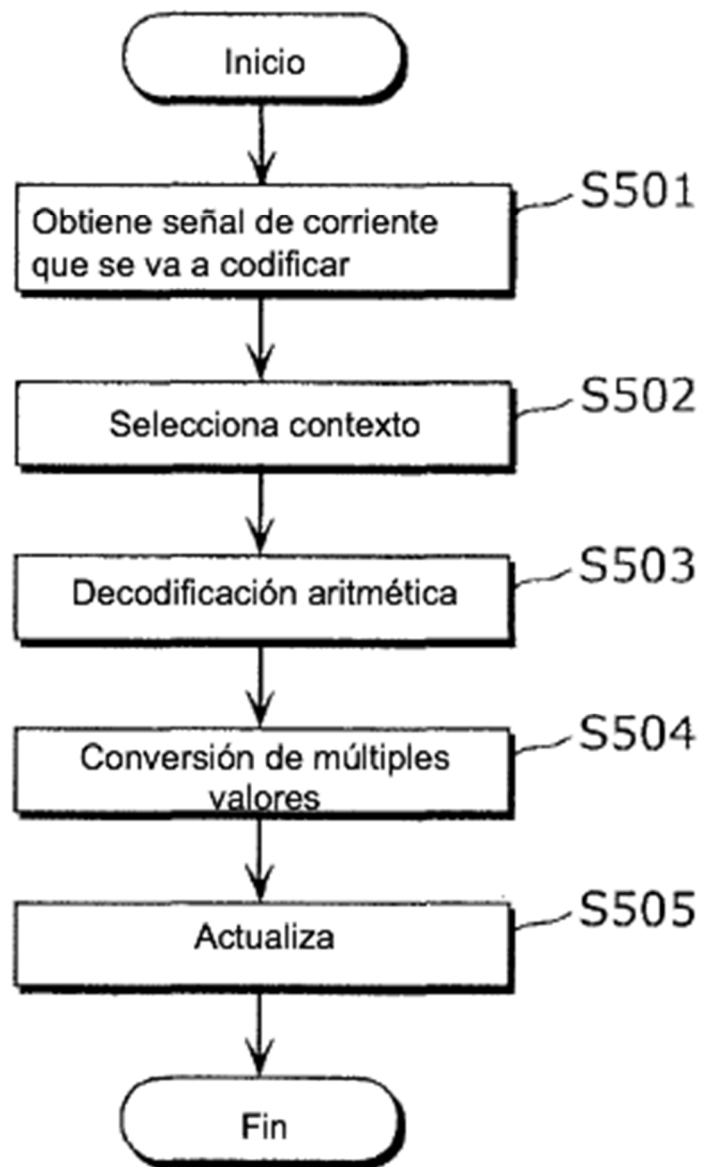 Inicio
S501
Obtiene señal de corriente
que se va a codificar
S502
Selecciona contexto
S503
Decodificación aritmética
S504
Conversión de múltiples
valores
S505
Actualiza
Fin